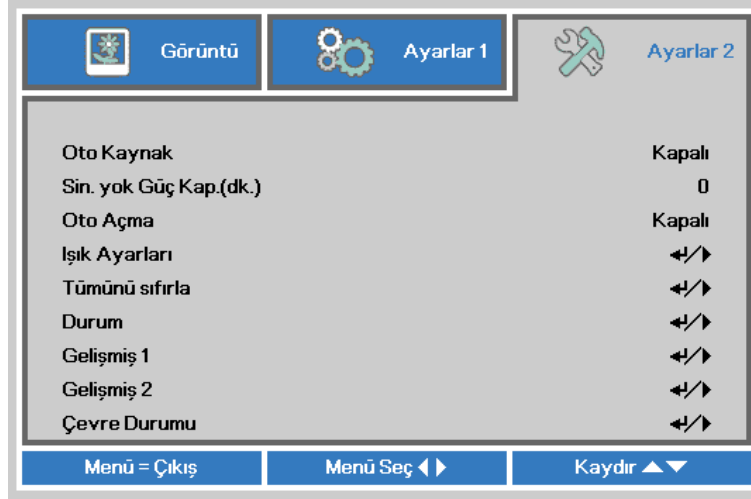 Görüntü Ayarlar 1 Ayarlar 2
Oto Kaynak Kapalı
Sin. yok Güç Kap.(dk.) 0
Oto Açma Kapalı
Işık Ayarları ↵/▶
Tümünü sıfırla ↵/▶
Durum ↵/▶
Gelişmiş 1 ↵/▶
Gelişmiş 2 ↵/▶
Çevre Durumu ↵/▶
Menü = Çıkış Menü Seç ◀▶ Kaydır ▲▼